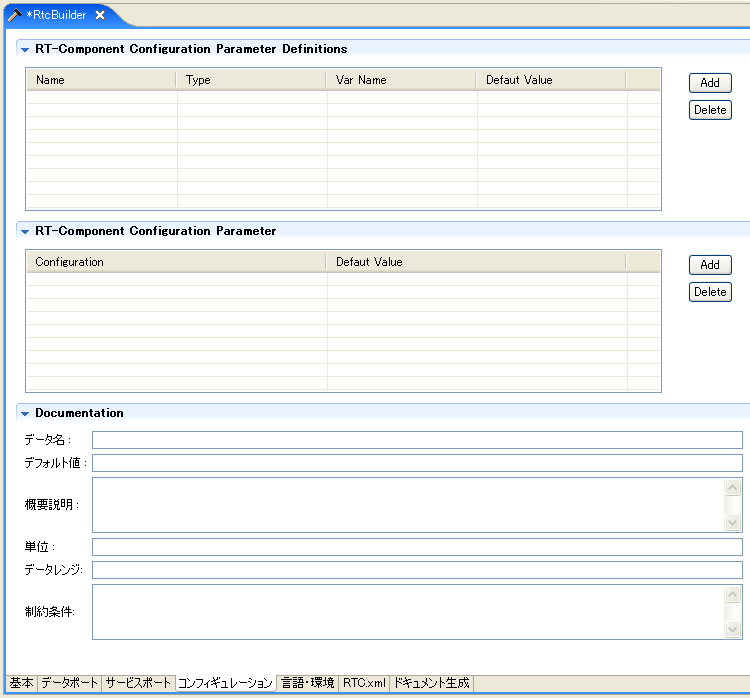 *RtcBuilder
RT-Component Configuration Parameter Definitions
Name Type Var Name Defaut Value
Add
Delete
RT-Component Configuration Parameter
Configuration Defaut Value
Add
Delete
Documentation
データ名 :
デフォルト値 :
概要説明 :
単位 :
データレンジ:
制約条件:
基本 データポート サービスポート コンフィギュレーション 言語・環境 RTC.xml ドキュメント生成